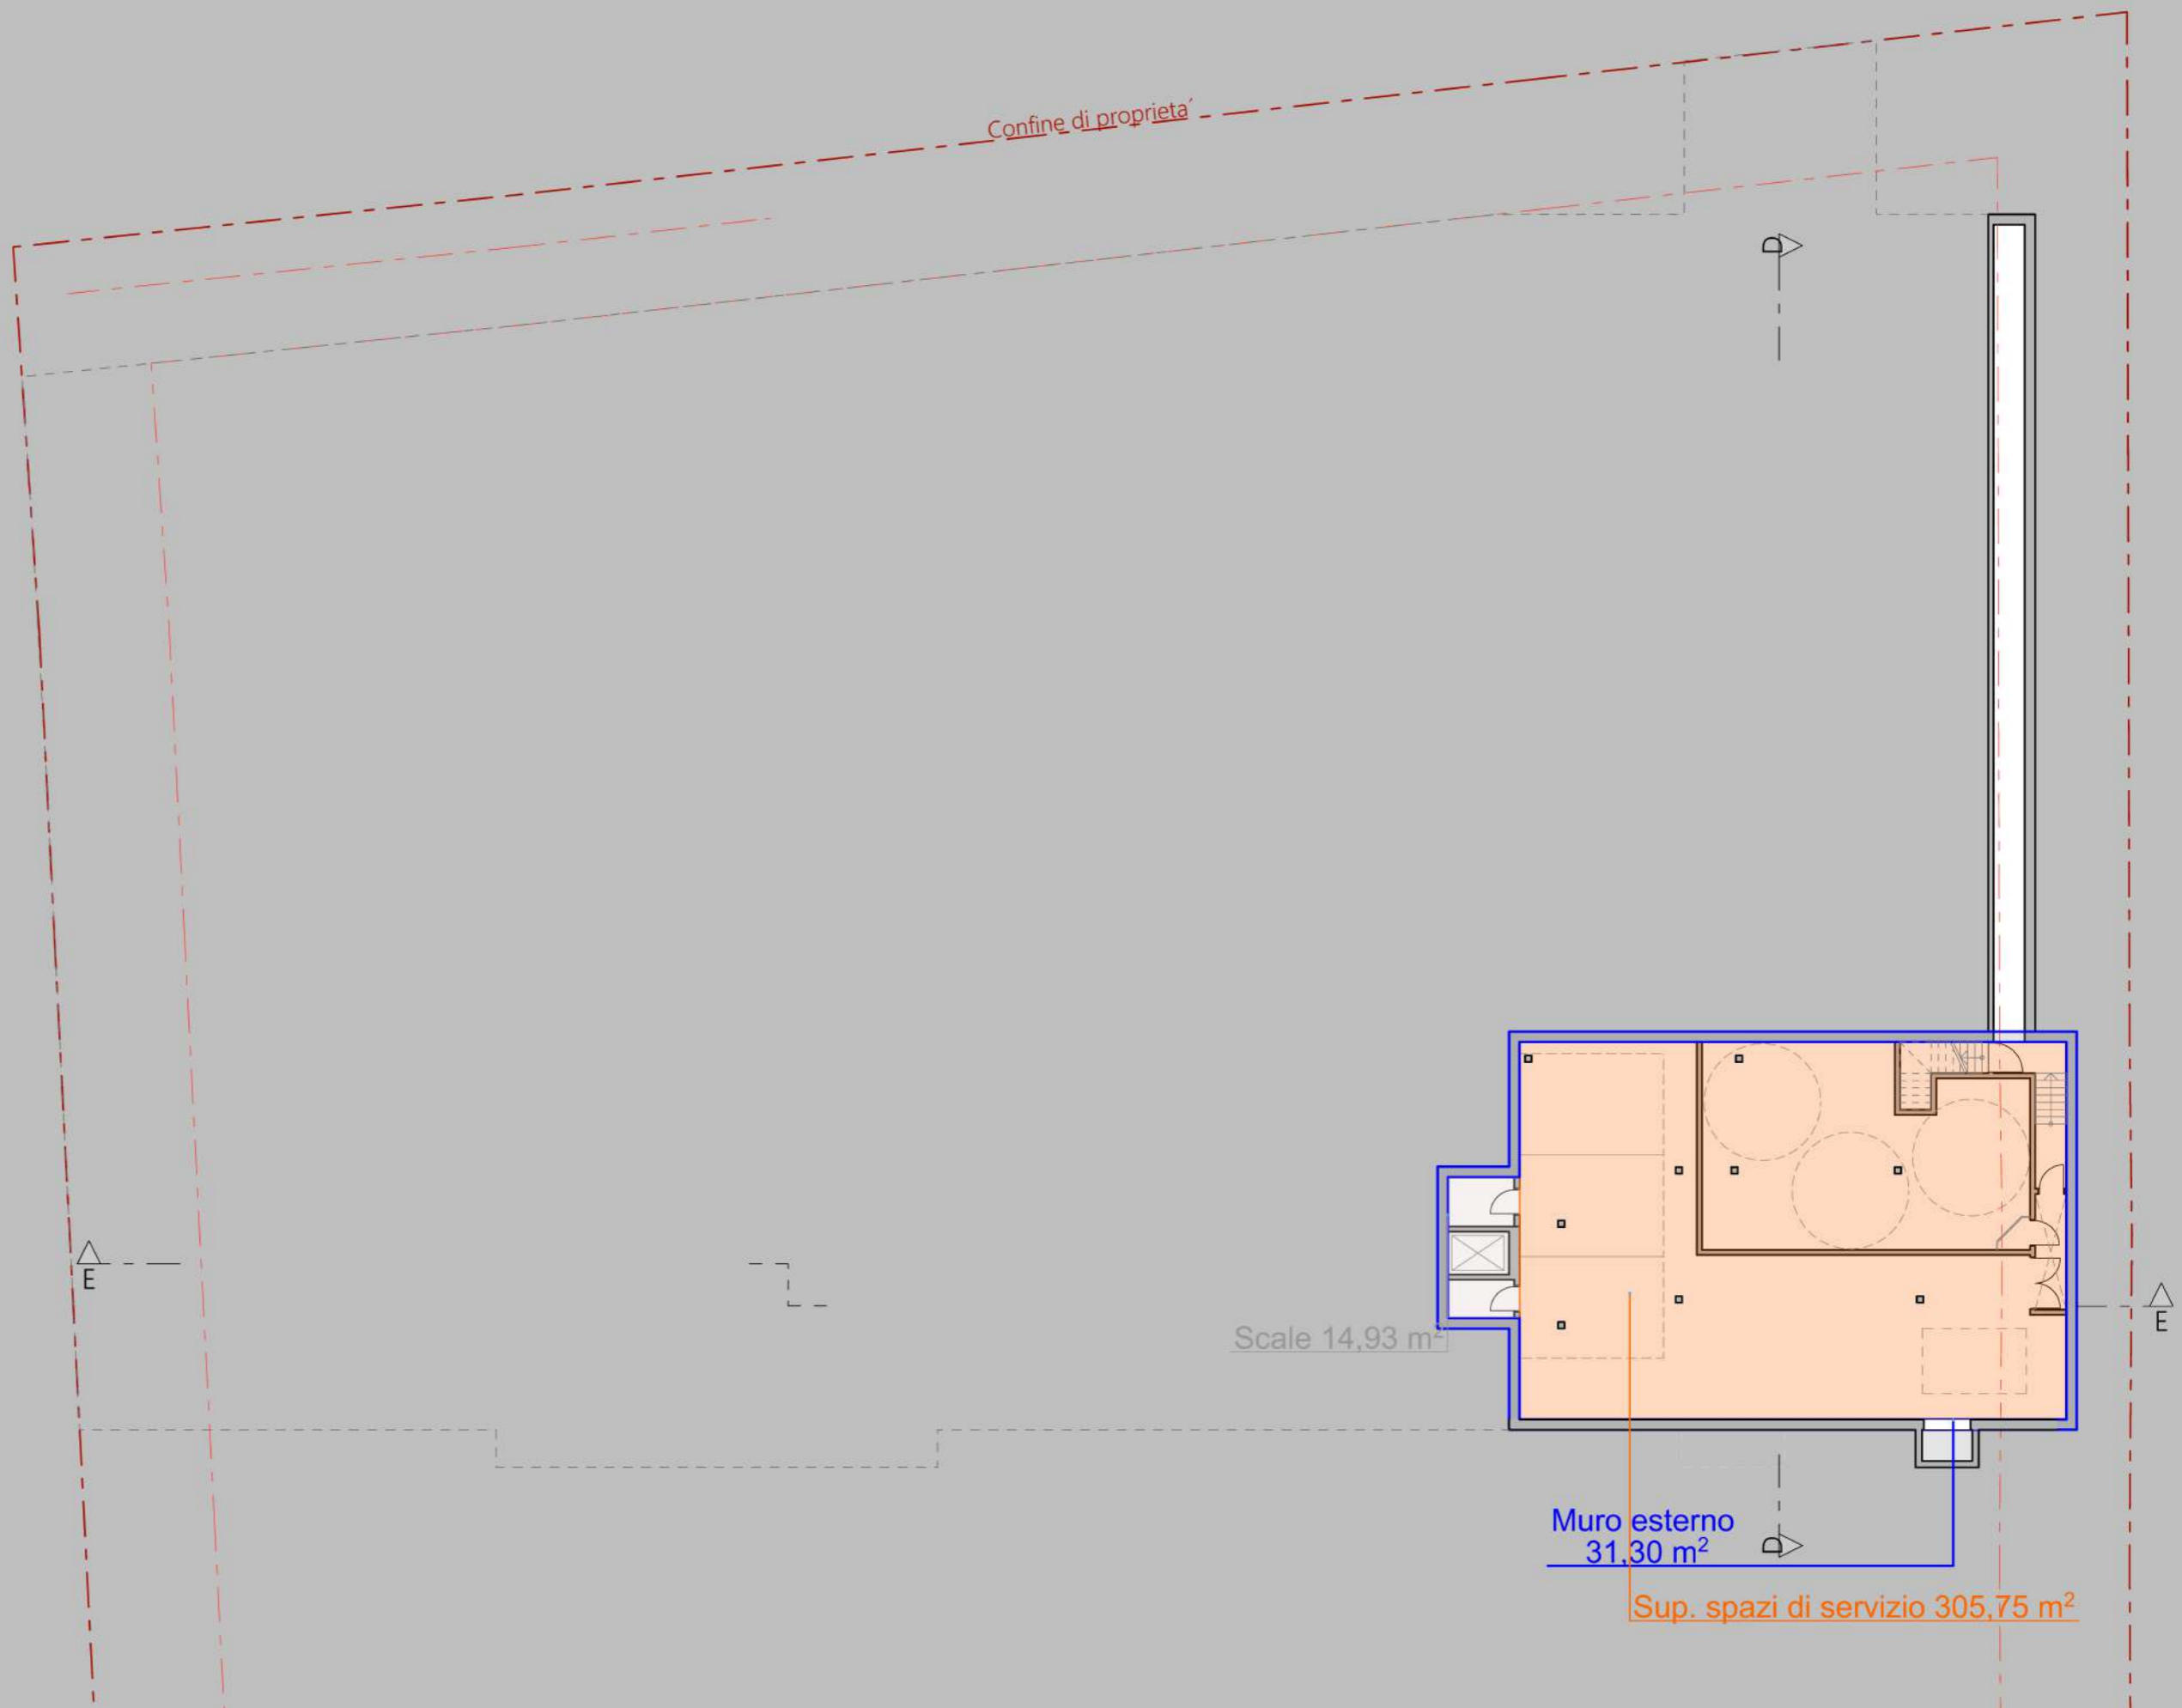 Confine di proprieta´
D
E
E
Scale 14,93 m²
Muro esterno
31,30 m²
D
Sup. spazi di servizio 305,75 m²